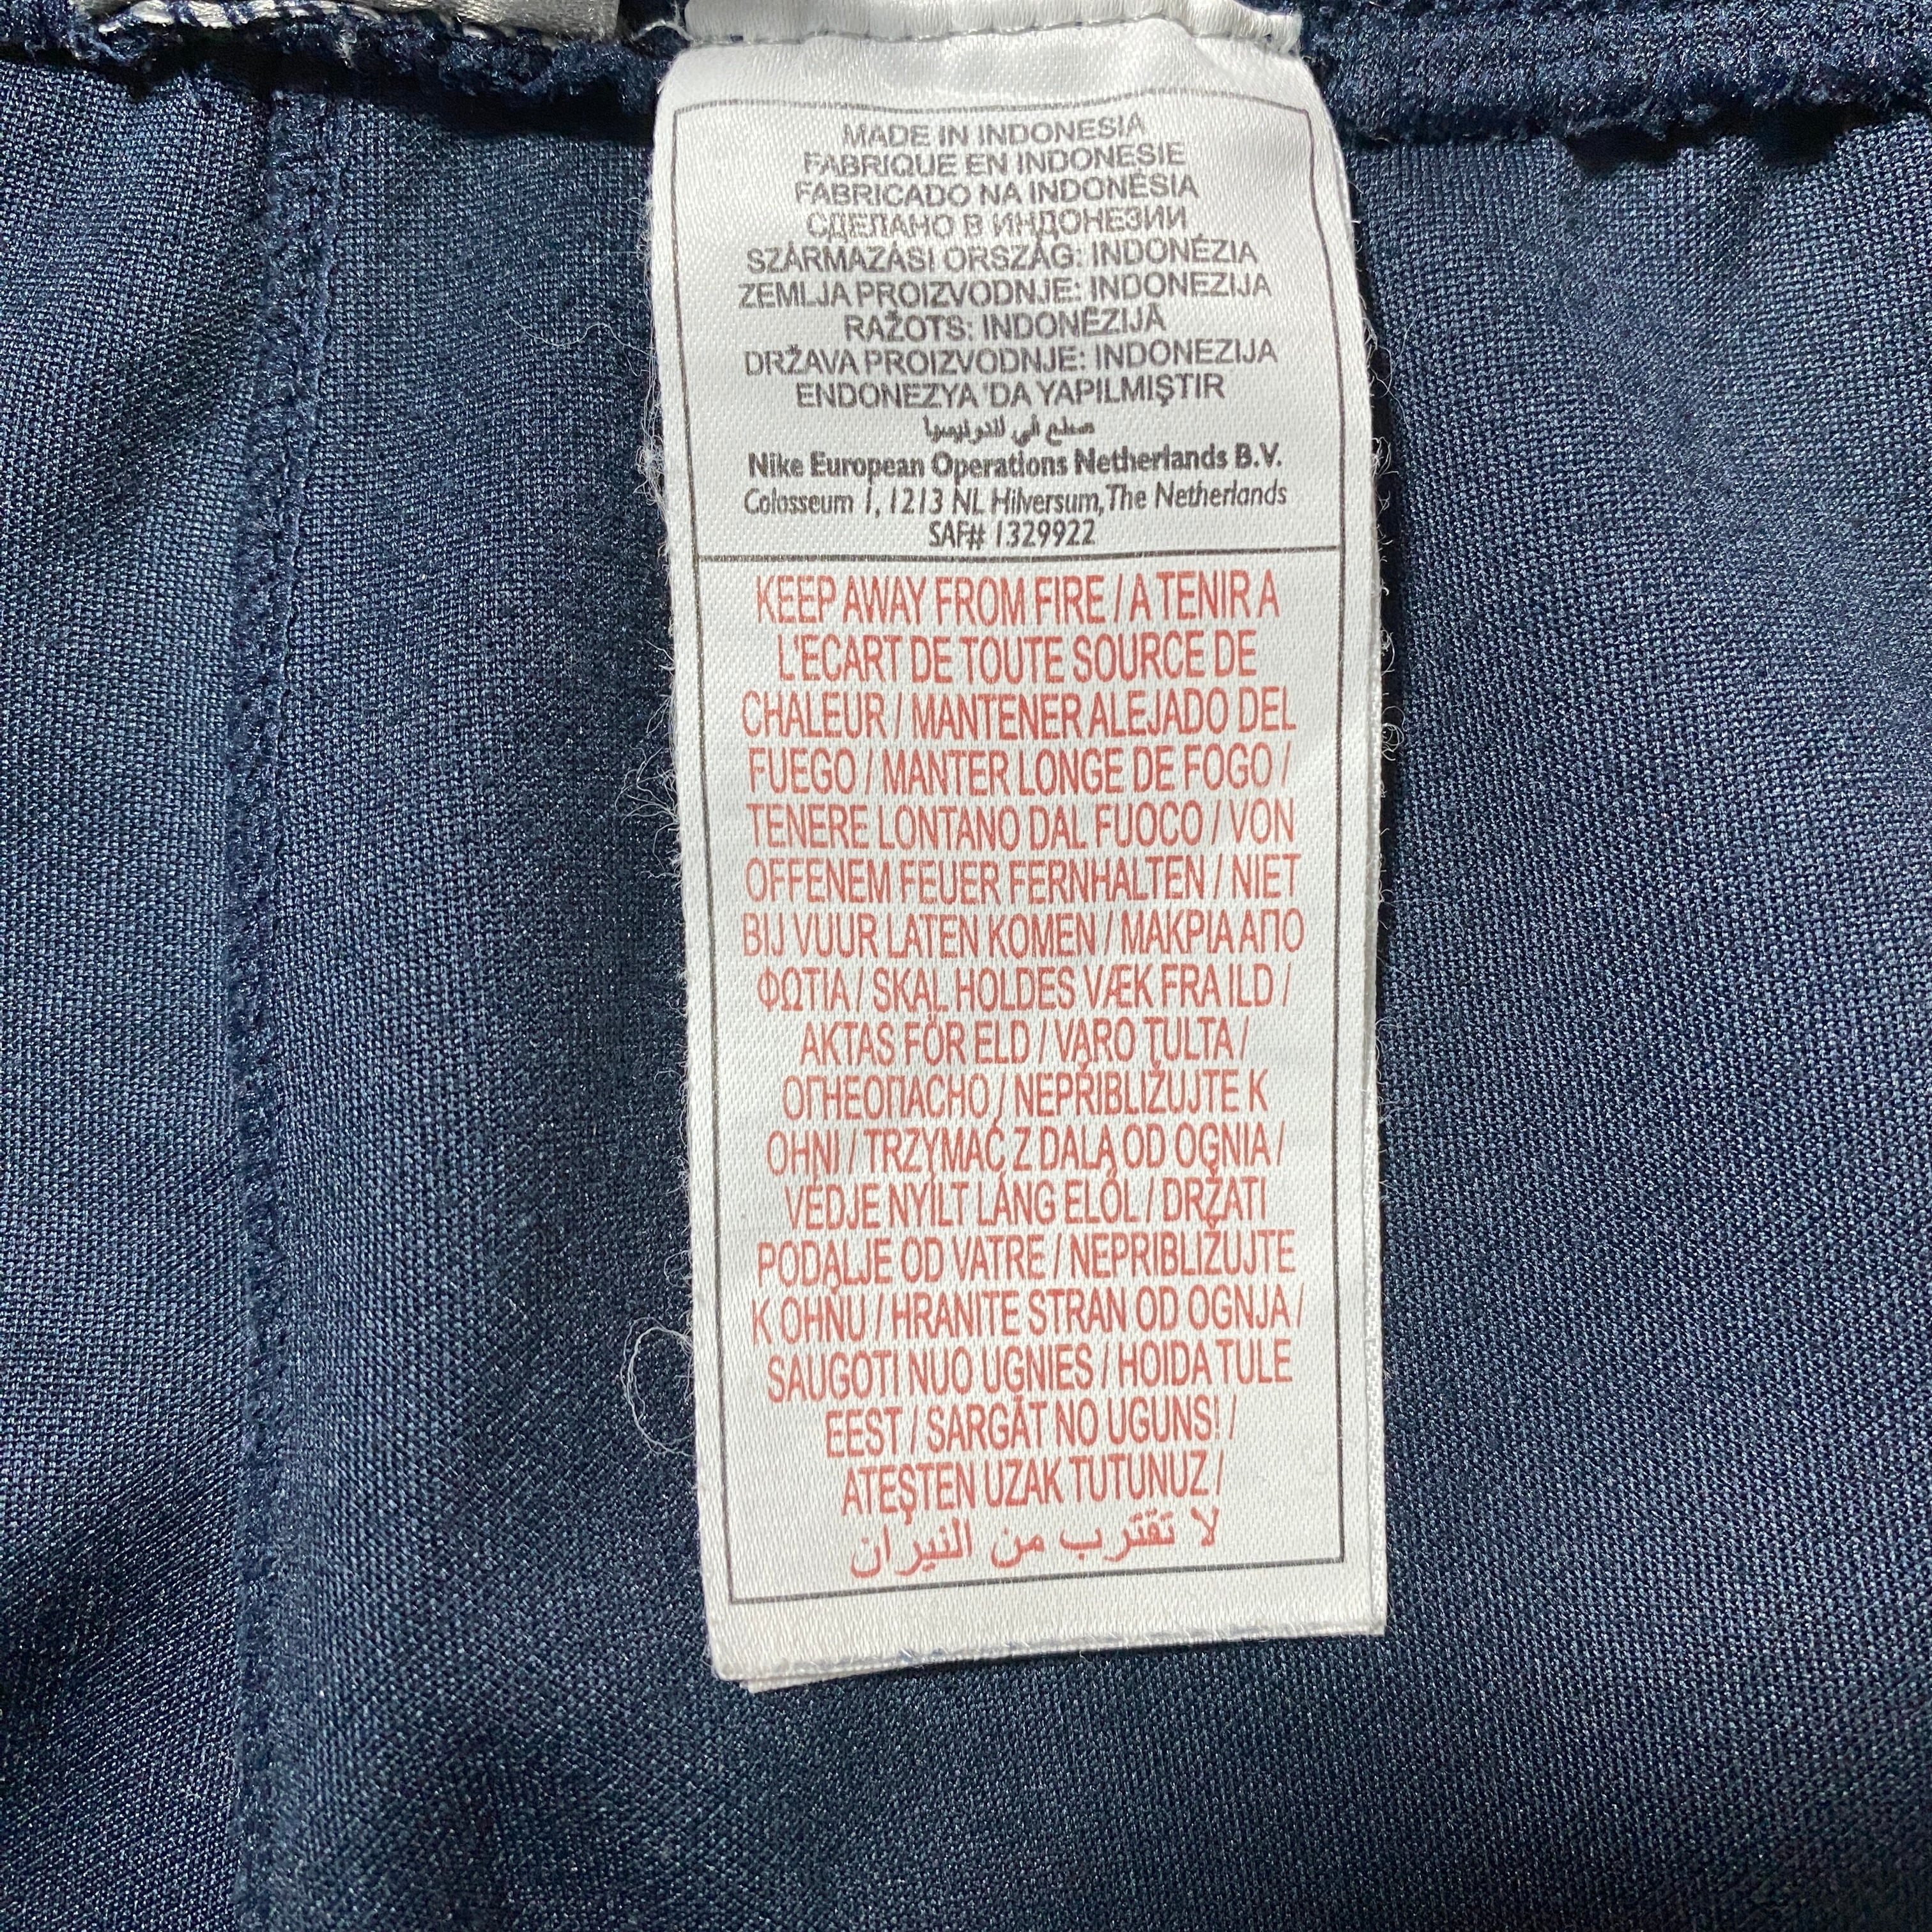 MADE IN INDONESIA
FABRIQUE EN INDONESIE
FABRICADO NA INDONÉSIA
СДЕЛАНО В ИНДОНЕЗИИ
SZÁRMAZÁSI ORSZÁG: INDONÉZIA
ZEMLJA PROIZVODNJE: INDONEZIJA
RAŽOTS: INDONĒZIJĀ
DRŽAVA PROIZVODNJE: INDONEZIJA
ENDONEZYA 'DA YAPILMIŞTIR
صنع في اندونيسيا
Nike European Operations Netherlands B.V.
Colosseum 1, 1213 NL Hilversum, The Netherlands
SAF# 1329922
KEEP AWAY FROM FIRE / A TENIR A
L'ECART DE TOUTE SOURCE DE
CHALEUR / MANTENER ALEJADO DEL
FUEGO / MANTER LONGE DE FOGO /
TENERE LONTANO DAL FUOCO / VON
OFFENEM FEUER FERNHALTEN / NIET
BIJ VUUR LATEN KOMEN / ΜΑΚΡΙΑ ΑΠΟ
ΦΩΤΙΑ / SKAL HOLDES VÆK FRA ILD /
AKTAS FÖR ELD / VARO TULTA /
ОГНЕОПАСНО / NEPŘIBLIŽUJTE K
OHNI / TRZYMAĆ Z DALA OD OGNIA /
VÉDJE NYÍLT LÁNG ELŐL / DRŽATI
PODALJE OD VATRE / NEPRIBLIŽUJTE
K OHŇU / HRANITE STRAN OD OGNJA /
SAUGOTI NUO UGNIES / HOIDA TULE
EEST / SARGĀT NO UGUNS! /
ATEŞTEN UZAK TUTUNUZ /
لا تقترب من النيران